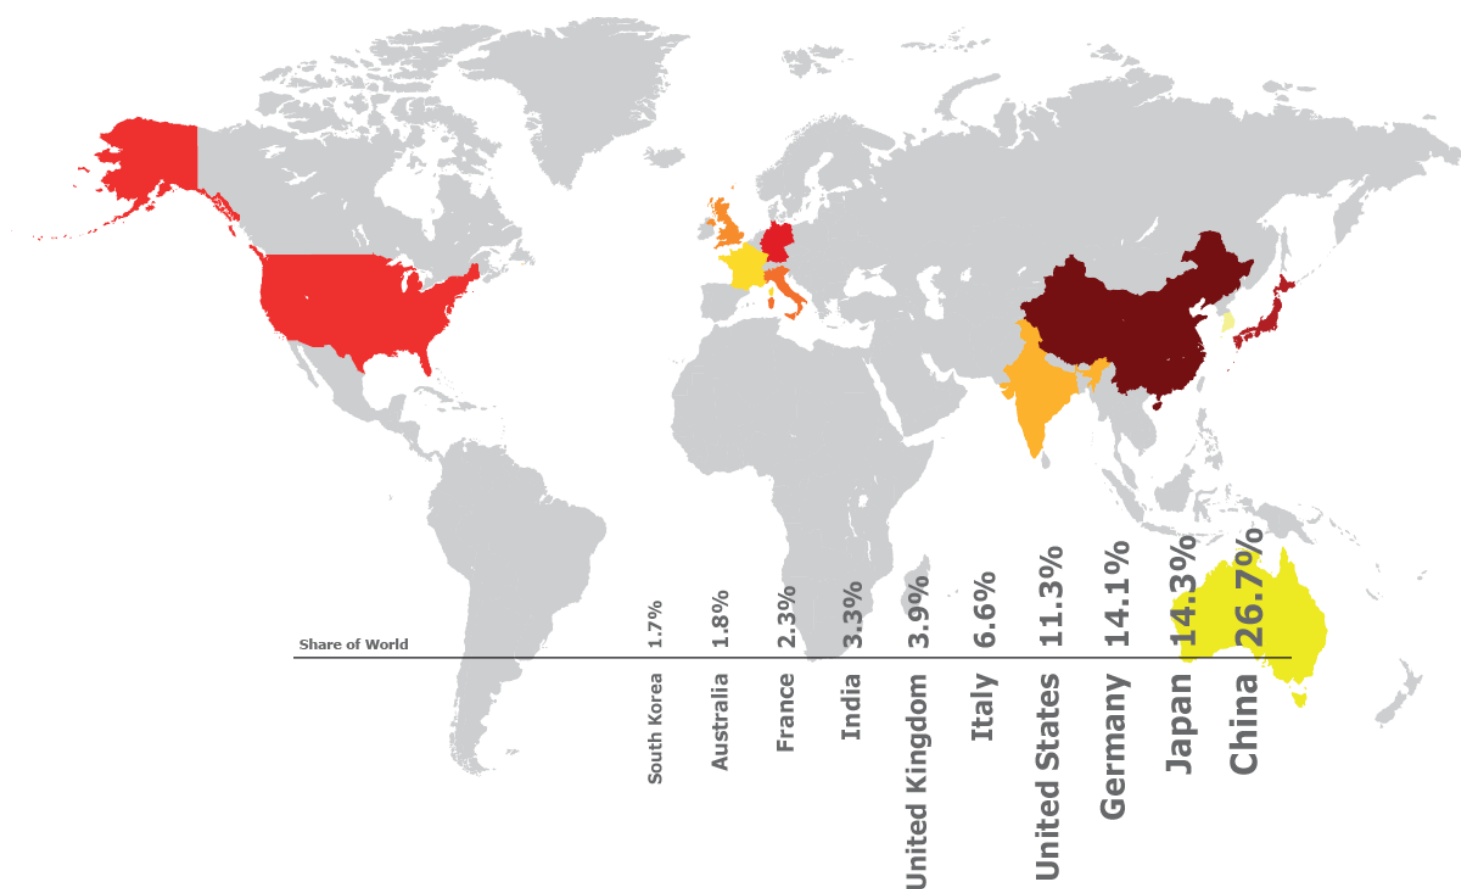 Share of World
1.7%
1.8%
2.3%
3.3%
3.9%
6.6%
11.3%
14.1%
14.3%
26.7%
South Korea
Australia
France
India
United Kingdom
Italy
United States
Germany
Japan
China